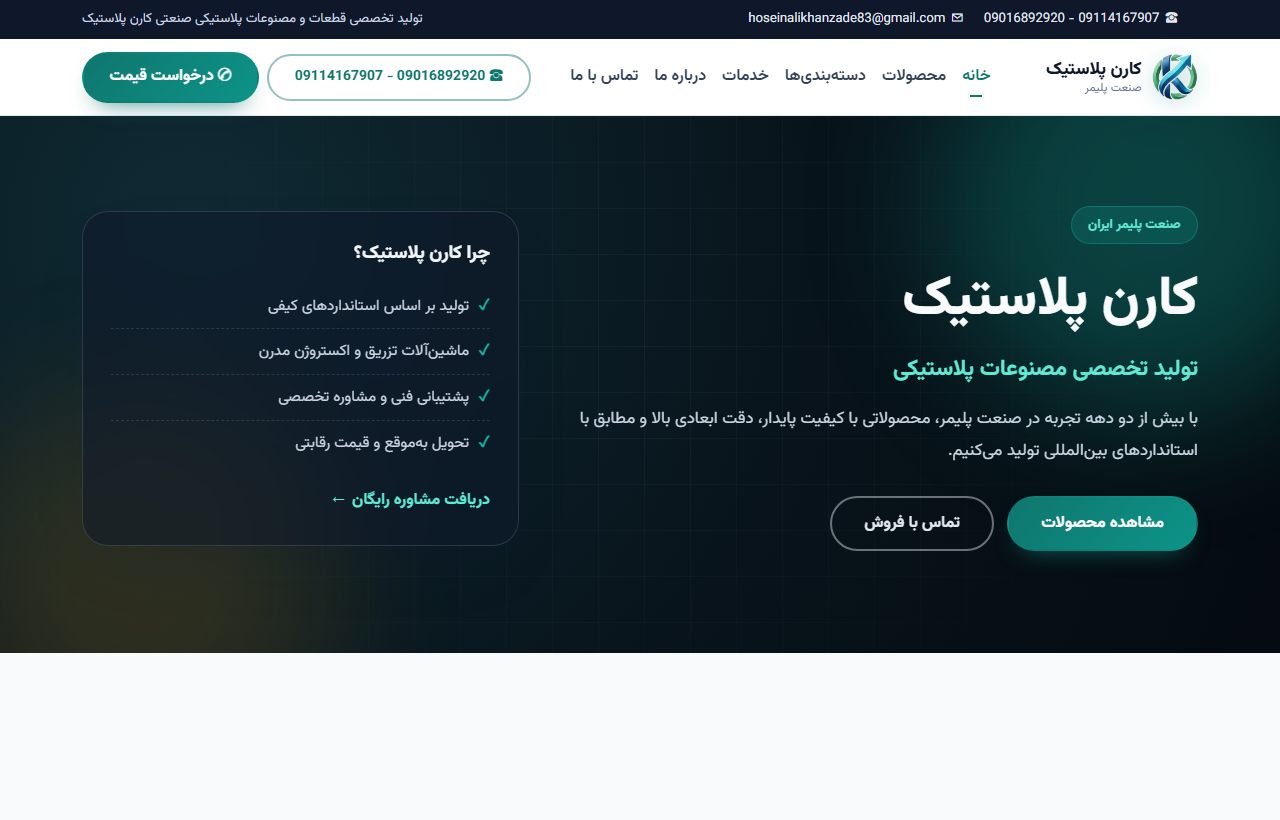 ☎ 09114167907 - 09016892920
✉ hoseinalikhanzade83@gmail.com
تولید تخصصی قطعات و مصنوعات پلاستیکی صنعتی کارن پلاستیک
کارن پلاستیک
صنعت پلیمر
خانه
محصولات
دسته‌بندی‌ها
خدمات
درباره ما
تماس با ما
☎ 09016892920 - 09114167907
✆ درخواست قیمت
صنعت پلیمر ایران
کارن پلاستیک
تولید تخصصی مصنوعات پلاستیکی
با بیش از دو دهه تجربه در صنعت پلیمر، محصولاتی با کیفیت پایدار، دقت ابعادی بالا و مطابق با
استانداردهای بین‌المللی تولید می‌کنیم.
مشاهده محصولات
تماس با فروش
چرا کارن پلاستیک؟
✓ تولید بر اساس استانداردهای کیفی
✓ ماشین‌آلات تزریق و اکستروژن مدرن
✓ پشتیبانی فنی و مشاوره تخصصی
✓ تحویل به‌موقع و قیمت رقابتی
دریافت مشاوره رایگان ←